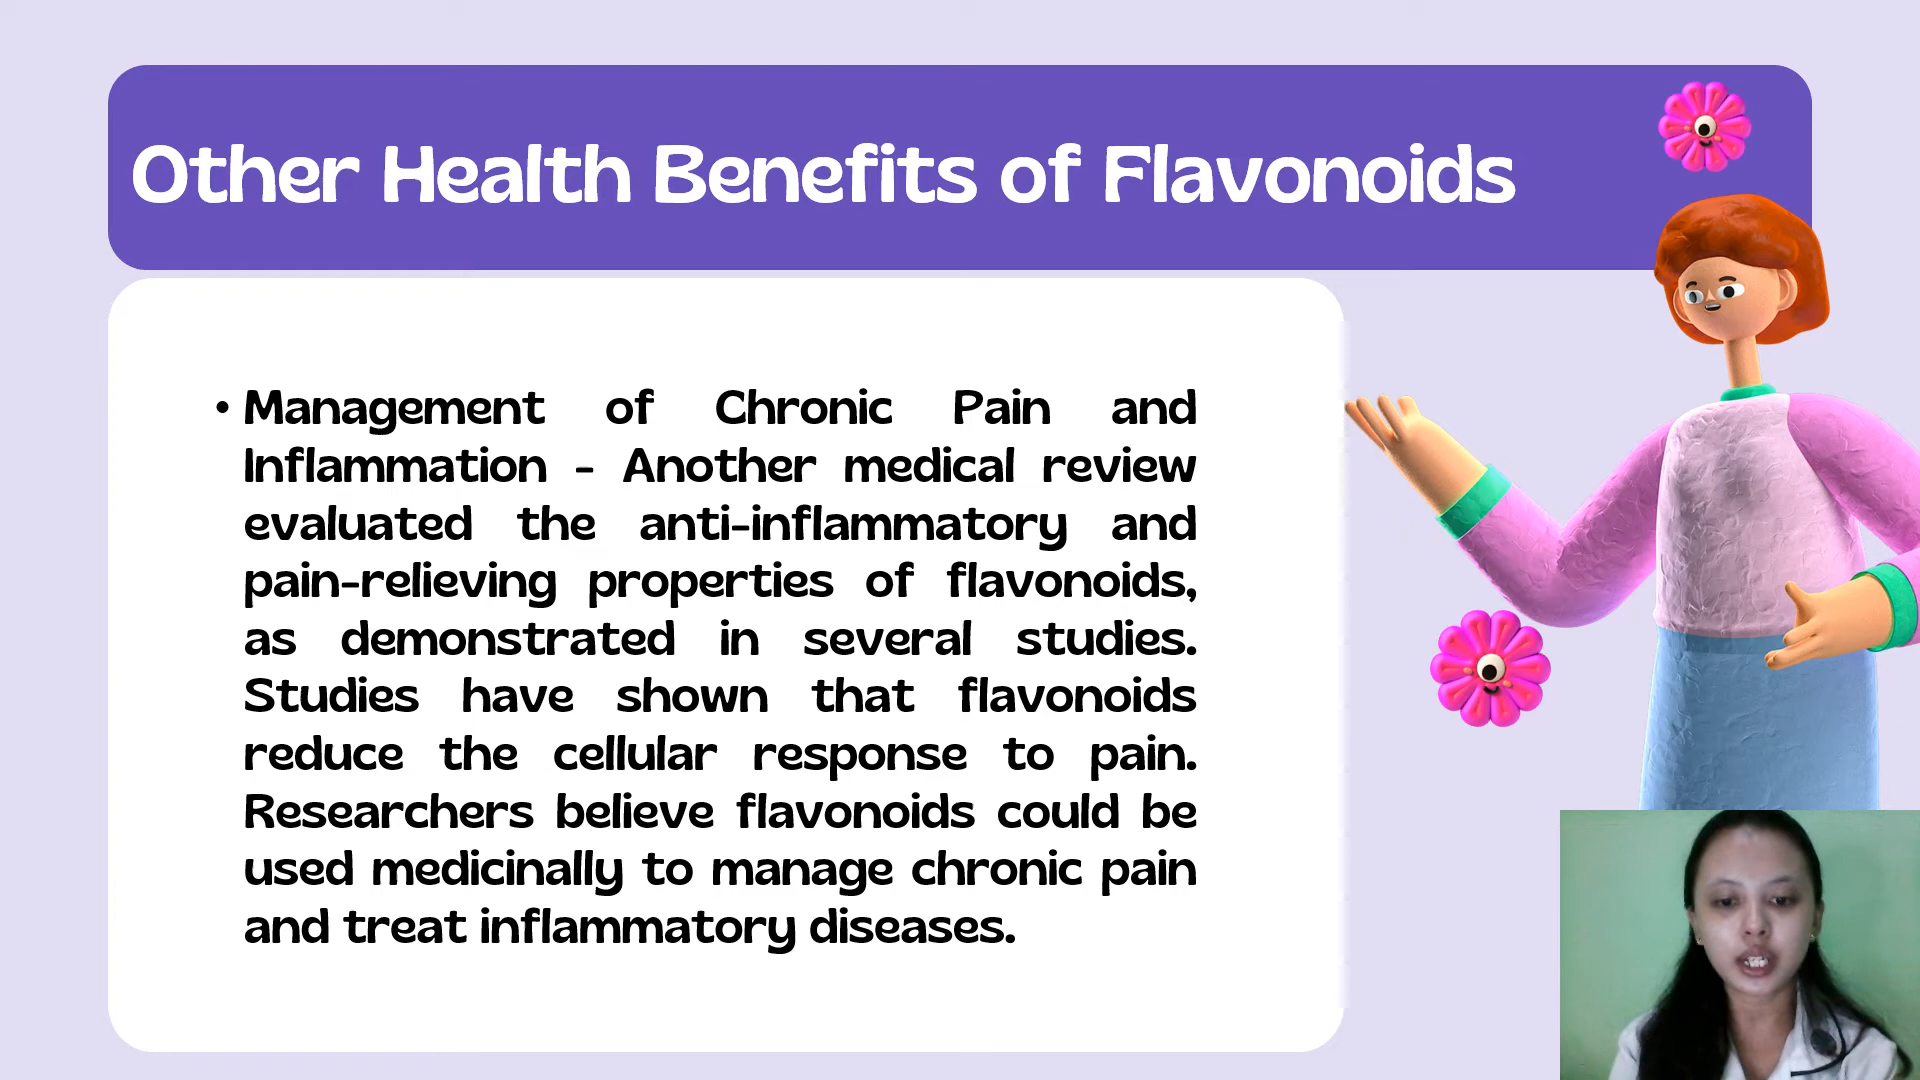 Other Health Benefits of Flavonoids
• Management of Chronic Pain and
Inflammation - Another medical review
evaluated the anti-inflammatory and
pain-relieving properties of flavonoids,
as demonstrated in several studies.
Studies have shown that flavonoids
reduce the cellular response to pain.
Researchers believe flavonoids could be
used medicinally to manage chronic pain
and treat inflammatory diseases.